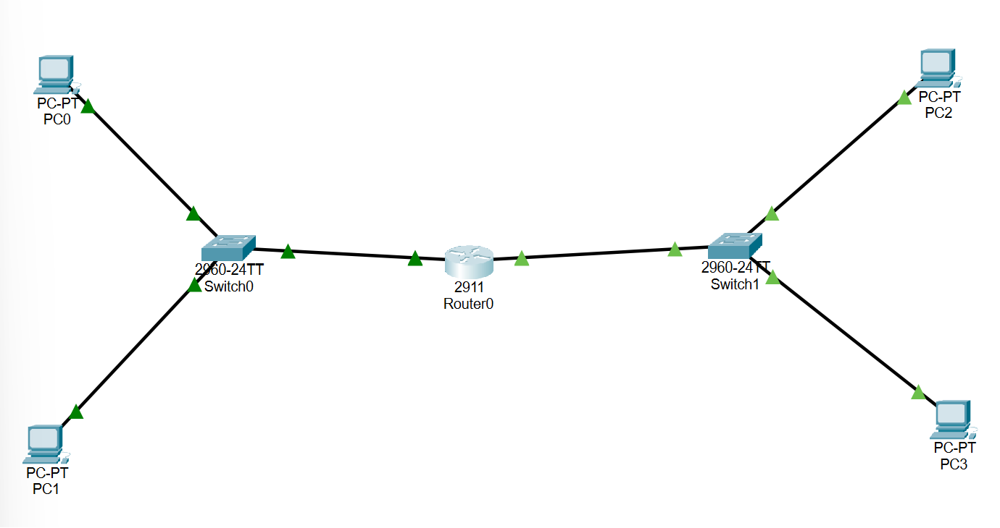 PC-PT
PC0
PC-PT
PC2
2960-24TT
Switch0
2911
Router0
2960-24TT
Switch1
PC-PT
PC1
PC-PT
PC3